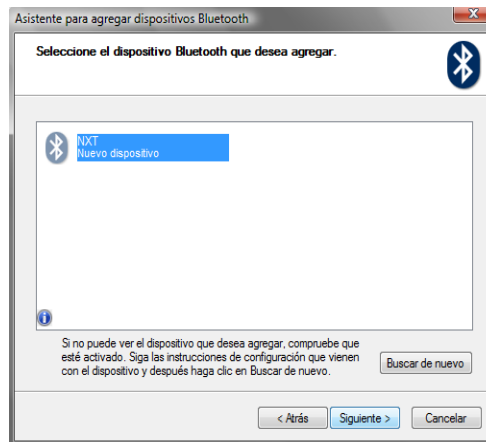 Asistente para agregar dispositivos Bluetooth
Seleccione el dispositivo Bluetooth que desea agregar.
NXT
Nuevo dispositivo
Si no puede ver el dispositivo que desea agregar, compruebe que
esté activado. Siga las instrucciones de configuración que vienen
con el dispositivo y después haga clic en Buscar de nuevo.
Buscar de nuevo
< Atrás
Siguiente >
Cancelar